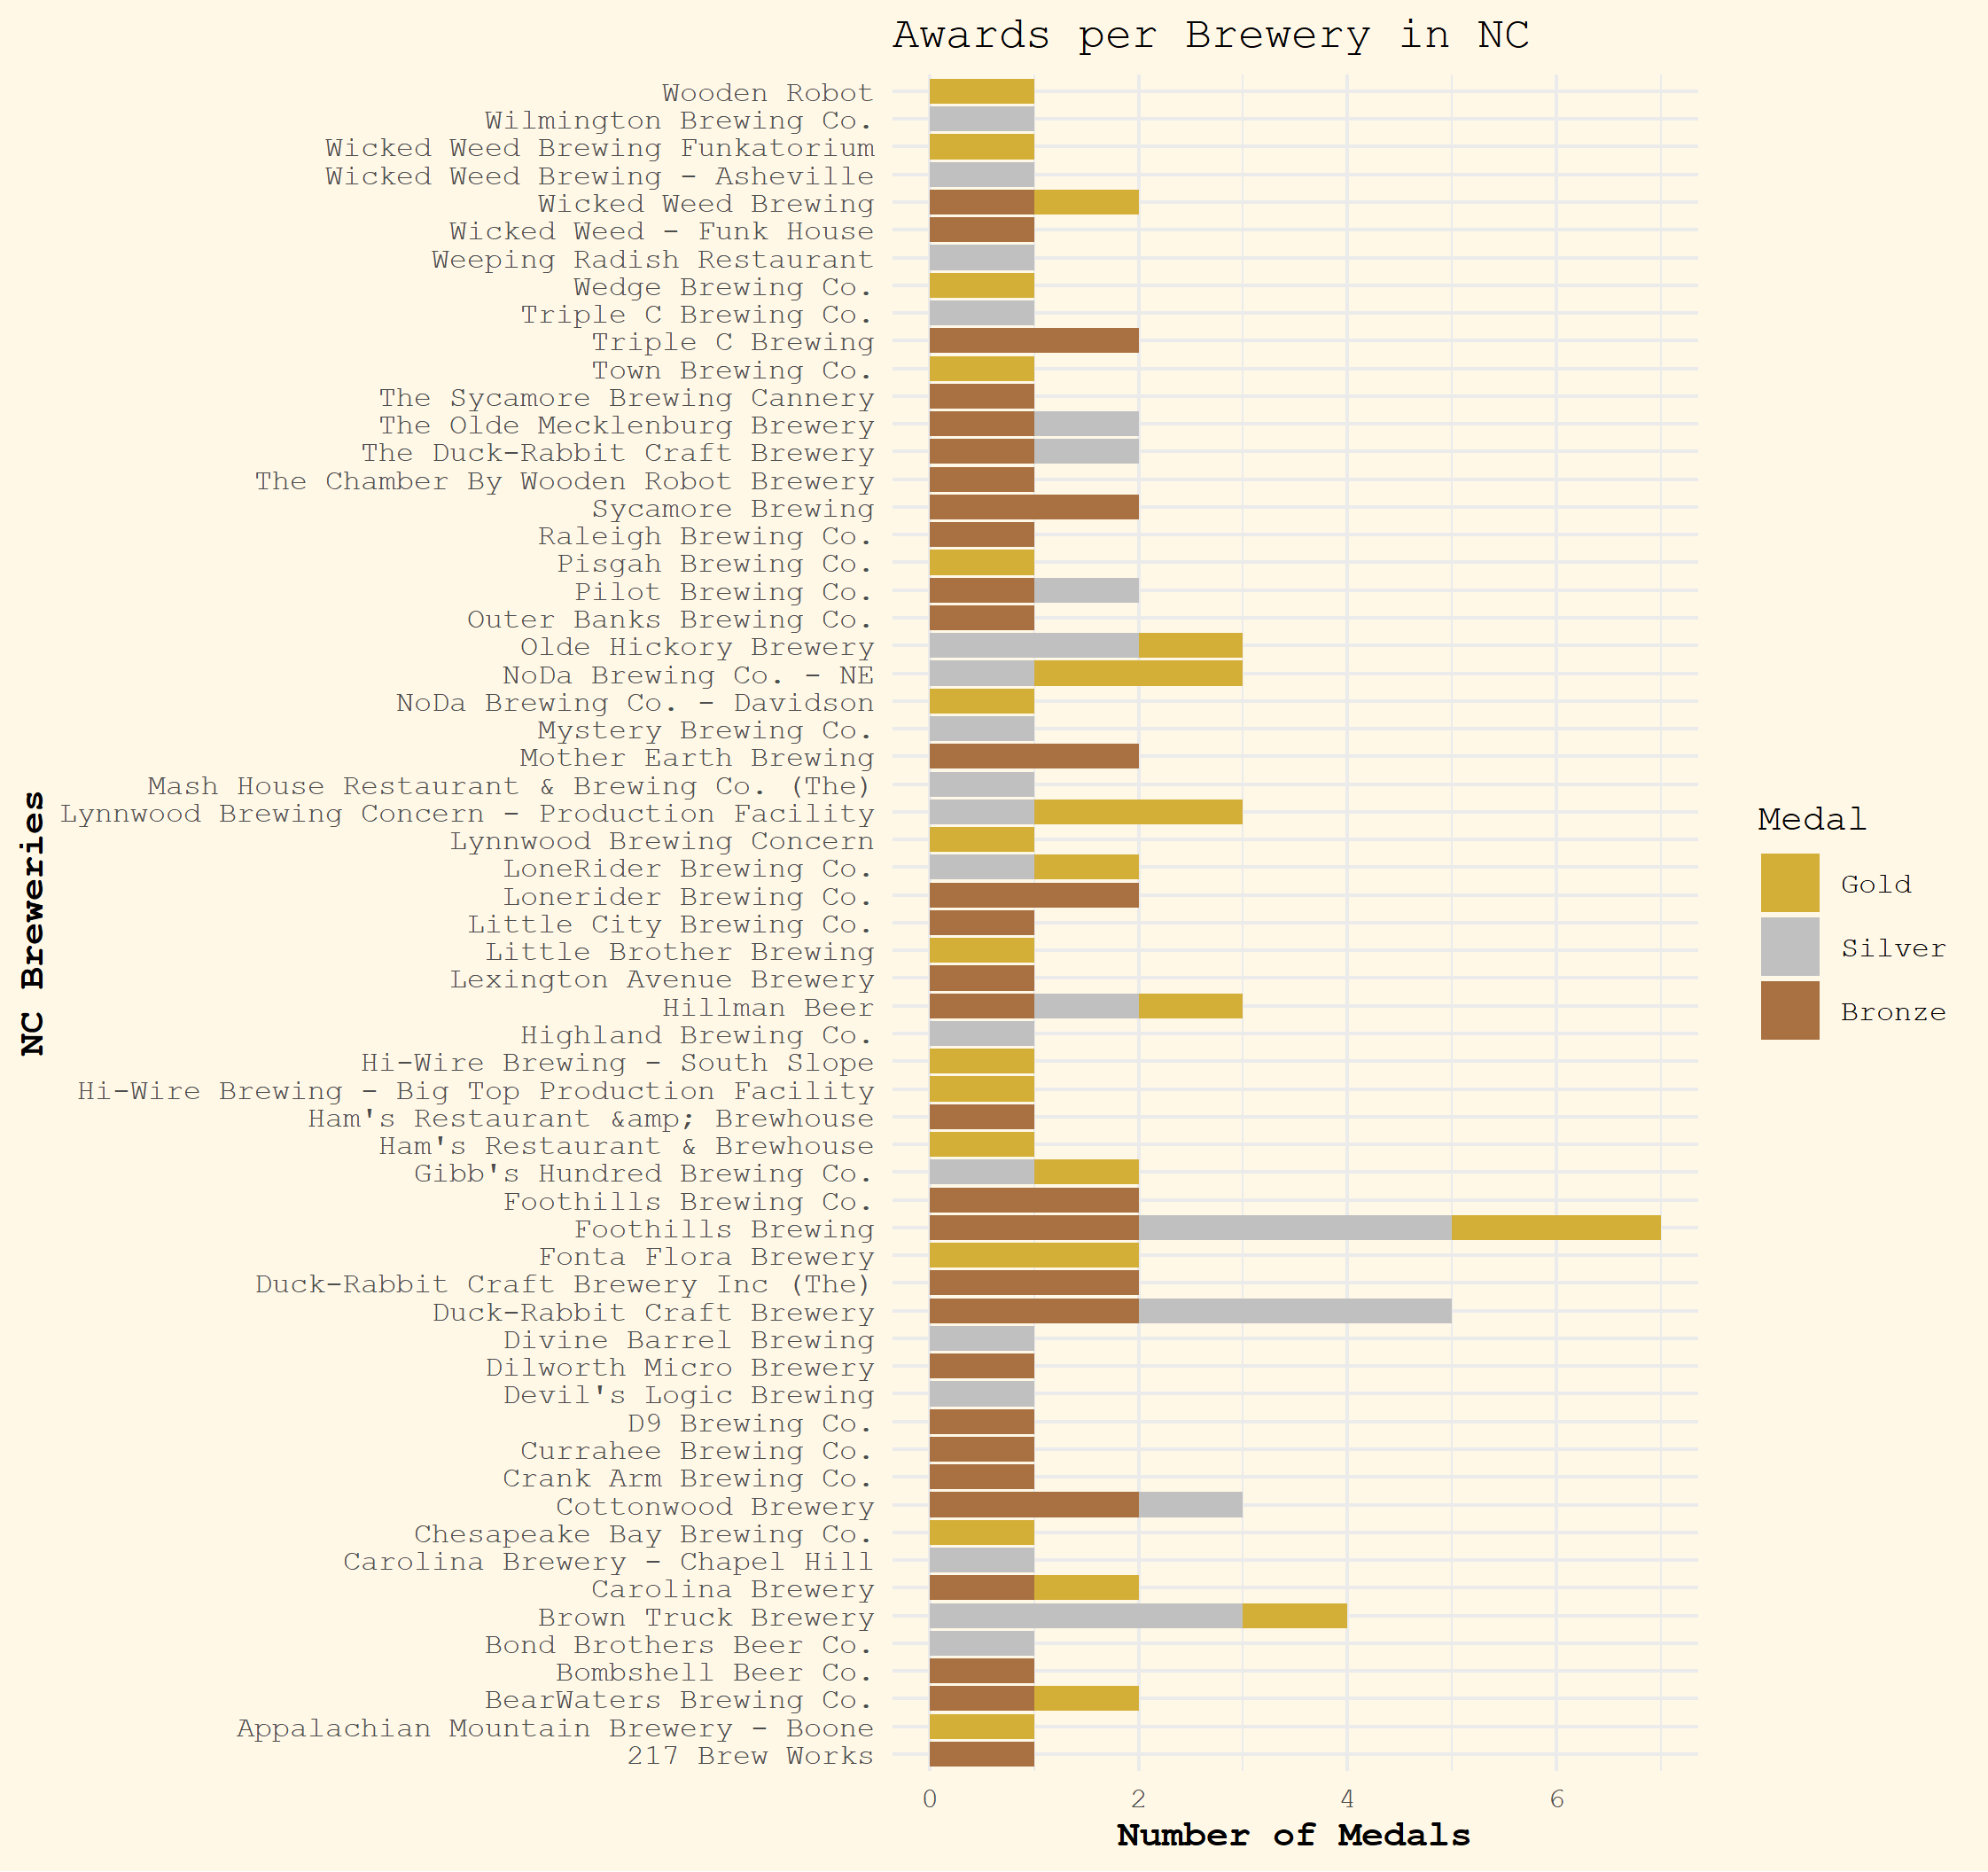 Awards per Brewery in NC
Wooden Robot
Wilmington Brewing Co.
Wicked Weed Brewing Funkatorium
Wicked Weed Brewing - Asheville
Wicked Weed Brewing
Wicked Weed - Funk House
Weeping Radish Restaurant
Wedge Brewing Co.
Triple C Brewing Co.
Triple C Brewing
Town Brewing Co.
The Sycamore Brewing Cannery
The Olde Mecklenburg Brewery
The Duck-Rabbit Craft Brewery
The Chamber By Wooden Robot Brewery
Sycamore Brewing
Raleigh Brewing Co.
Pisgah Brewing Co.
Pilot Brewing Co.
Outer Banks Brewing Co.
Olde Hickory Brewery
NoDa Brewing Co. - NE
NoDa Brewing Co. - Davidson
Mystery Brewing Co.
Mother Earth Brewing
Mash House Restaurant & Brewing Co. (The)
Lynnwood Brewing Concern - Production Facility
Lynnwood Brewing Concern
LoneRider Brewing Co.
Lonerider Brewing Co.
Little City Brewing Co.
Little Brother Brewing
Lexington Avenue Brewery
Hillman Beer
Highland Brewing Co.
Hi-Wire Brewing - South Slope
Hi-Wire Brewing - Big Top Production Facility
Ham's Restaurant &amp; Brewhouse
Ham's Restaurant & Brewhouse
Gibb's Hundred Brewing Co.
Foothills Brewing Co.
Foothills Brewing
Fonta Flora Brewery
Duck-Rabbit Craft Brewery Inc (The)
Duck-Rabbit Craft Brewery
Divine Barrel Brewing
Dilworth Micro Brewery
Devil's Logic Brewing
D9 Brewing Co.
Currahee Brewing Co.
Crank Arm Brewing Co.
Cottonwood Brewery
Chesapeake Bay Brewing Co.
Carolina Brewery - Chapel Hill
Carolina Brewery
Brown Truck Brewery
Bond Brothers Beer Co.
Bombshell Beer Co.
BearWaters Brewing Co.
Appalachian Mountain Brewery - Boone
217 Brew Works
0 2 4 6
Number of Medals
NC Breweries
Medal
Gold
Silver
Bronze